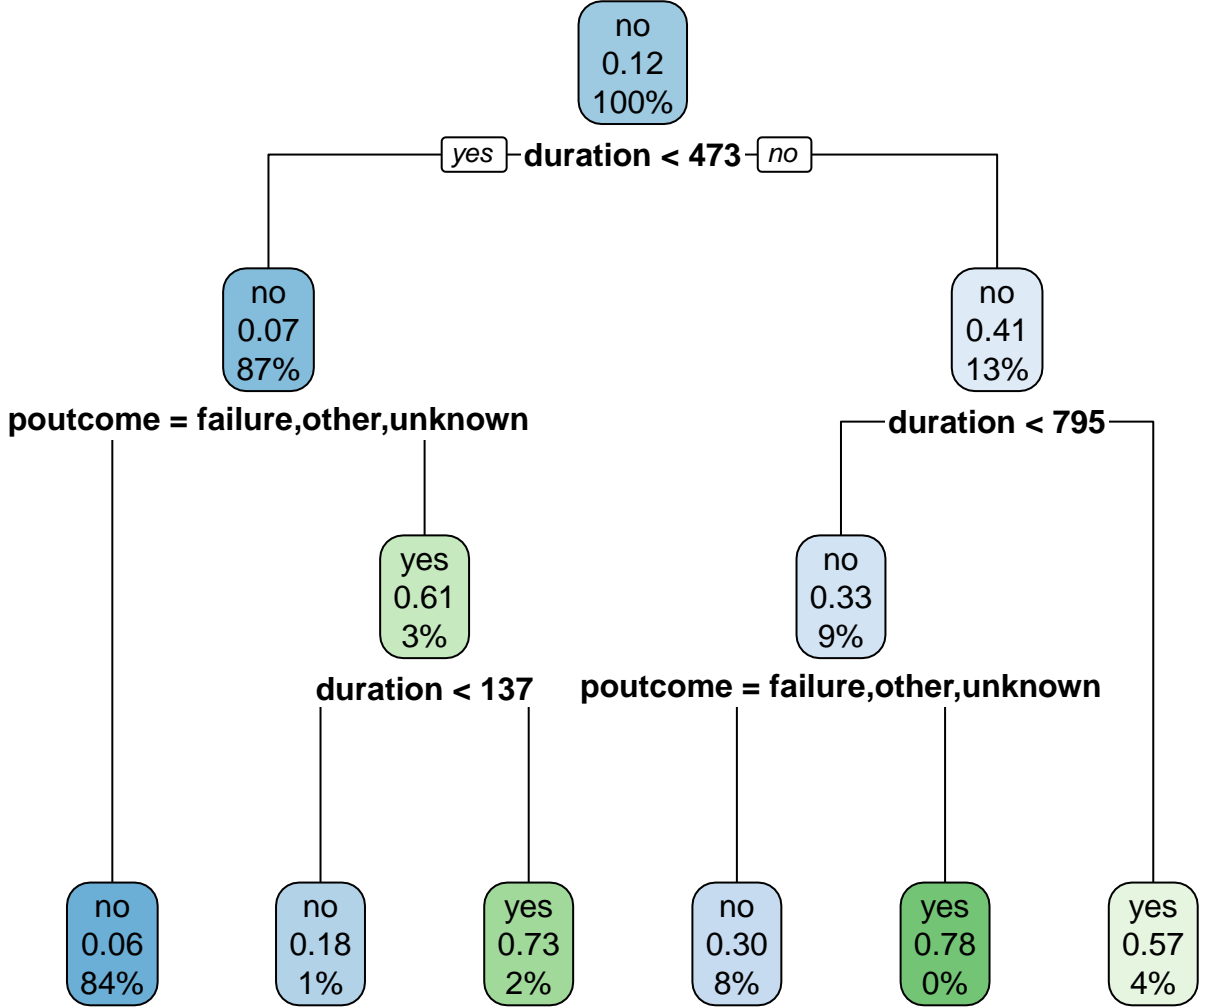 no
0.12
100%
yes duration < 473 no
no
0.07
87%
no
0.41
13%
poutcome = failure,other,unknown
duration < 795
yes
0.61
3%
no
0.33
9%
duration < 137
poutcome = failure,other,unknown
no
0.06
84%
no
0.18
1%
yes
0.73
2%
no
0.30
8%
yes
0.78
0%
yes
0.57
4%